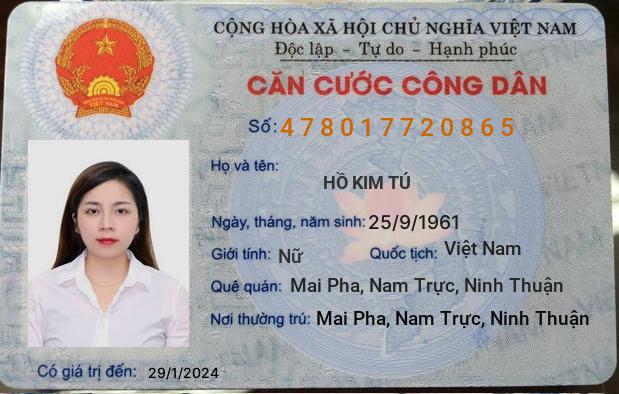 CỘNG HÒA XÃ HỘI CHỦ NGHĨA VIỆT NAM
Độc lập - Tự do - Hạnh phúc
CĂN CƯỚC CÔNG DÂN
Số: 478017720865
Họ và tên:
HỒ KIM TÚ
Ngày, tháng, năm sinh: 25/9/1961
Giới tính: Nữ Quốc tịch: Việt Nam
Quê quán: Mai Pha, Nam Trực, Ninh Thuận
Nơi thường trú: Mai Pha, Nam Trực, Ninh Thuận
Có giá trị đến: 29/1/2024
VIỆT NAM